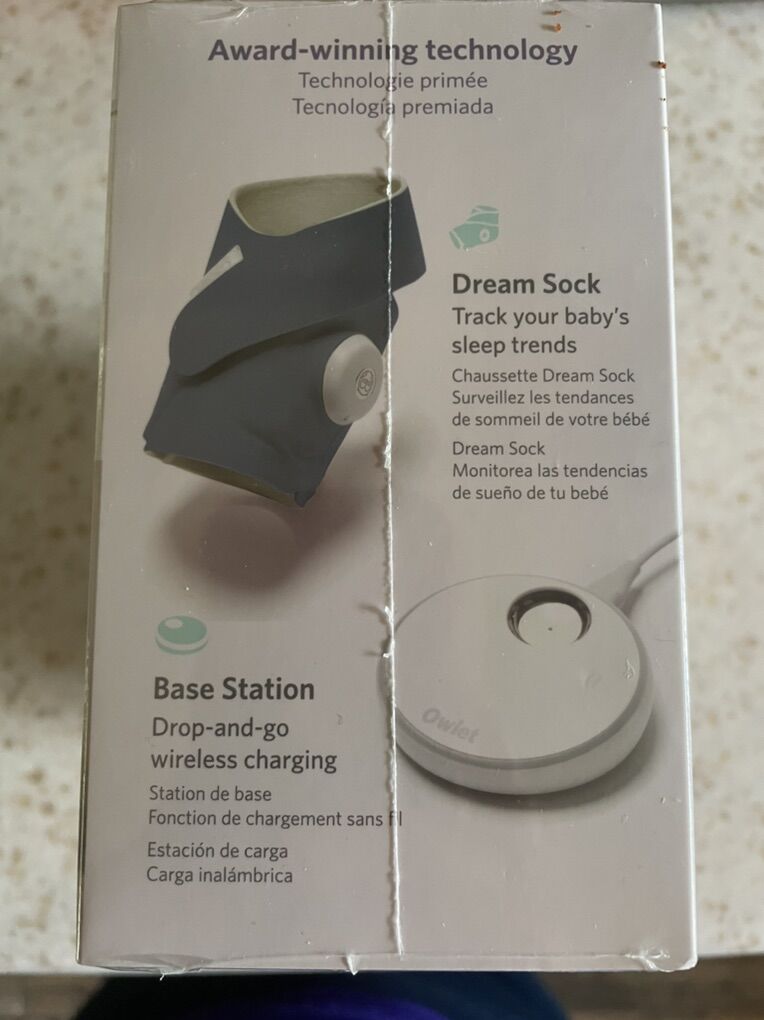 Award-winning technology
Technologie primée
Tecnología premiada
Dream Sock
Track your baby's
sleep trends
Chaussette Dream Sock
Surveillez les tendances
de sommeil de votre bébé
Dream Sock
Monitorea las tendencias
de sueño de tu bebé
Owlet
Base Station
Drop-and-go
wireless charging
Station de base
Fonction de chargement sans fil
Estación de carga
Carga inalámbrica